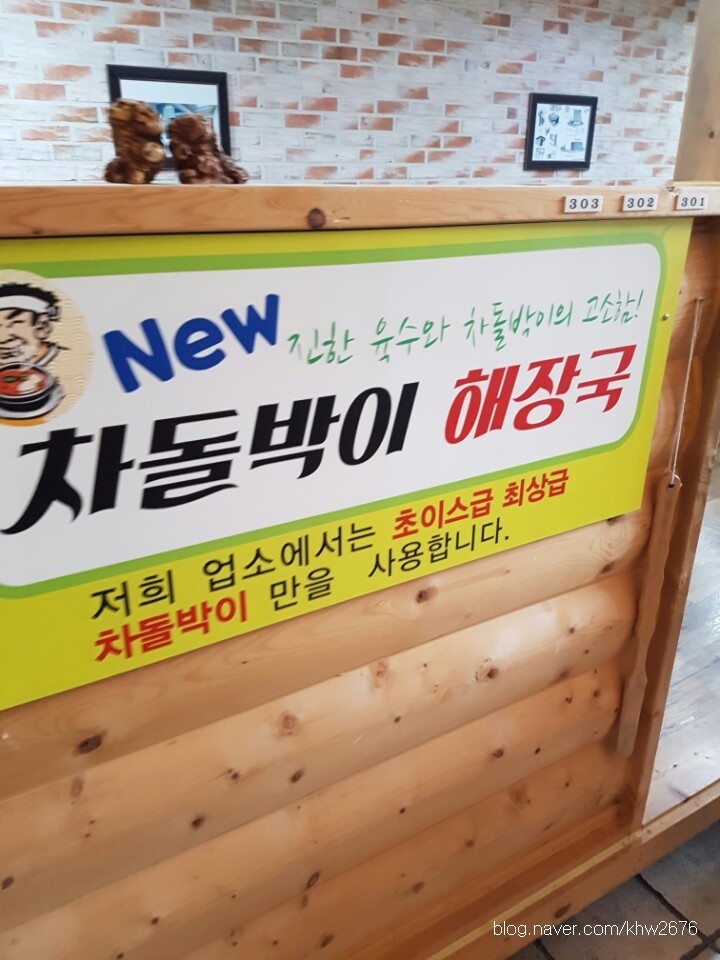 303 302 301
New 진한 육수와 차돌박이의 고소함!
차돌박이 해장국
저희 업소에서는 초이스급 최상급
차돌박이 만을 사용합니다.
blog.naver.com/khw2676